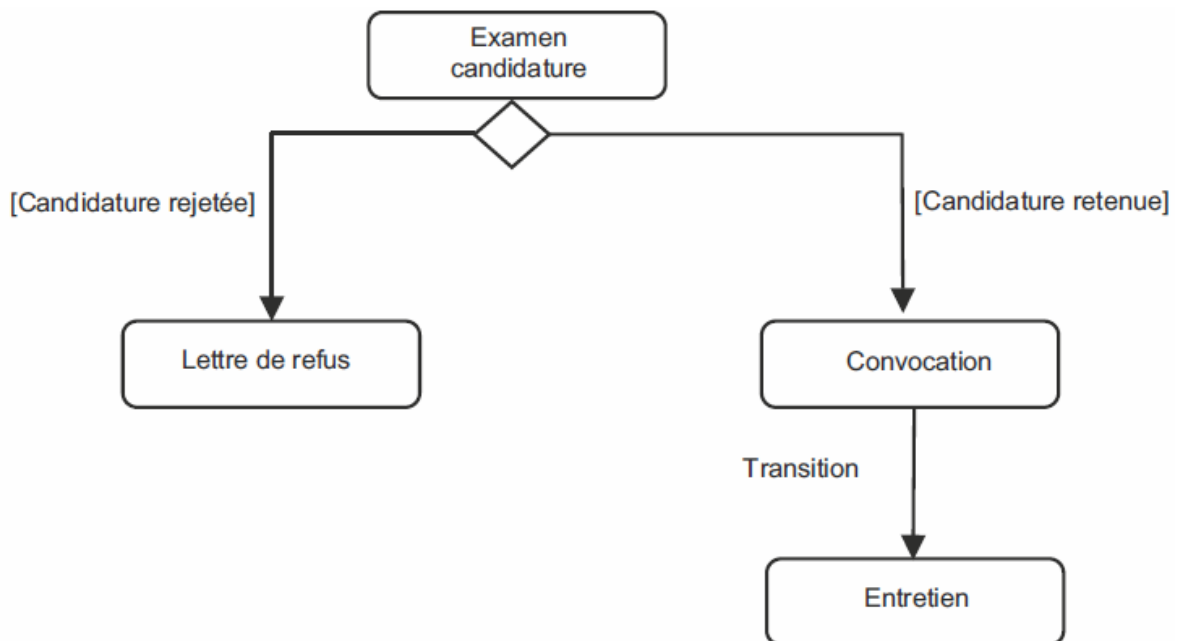 Examen
candidature
[Candidature rejetée]
[Candidature retenue]
Lettre de refus
Convocation
Transition
Entretien